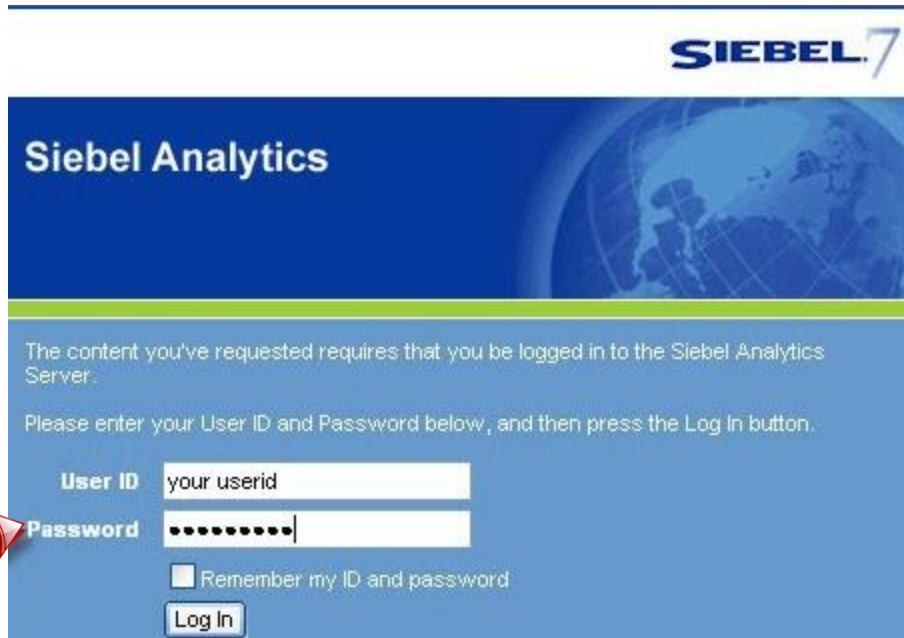 SIEBEL.7
Siebel Analytics
The content you've requested requires that you be logged in to the Siebel Analytics
Server.
Please enter your User ID and Password below, and then press the Log In button.
User ID your userid
Password •••••••••
Remember my ID and password
Log In